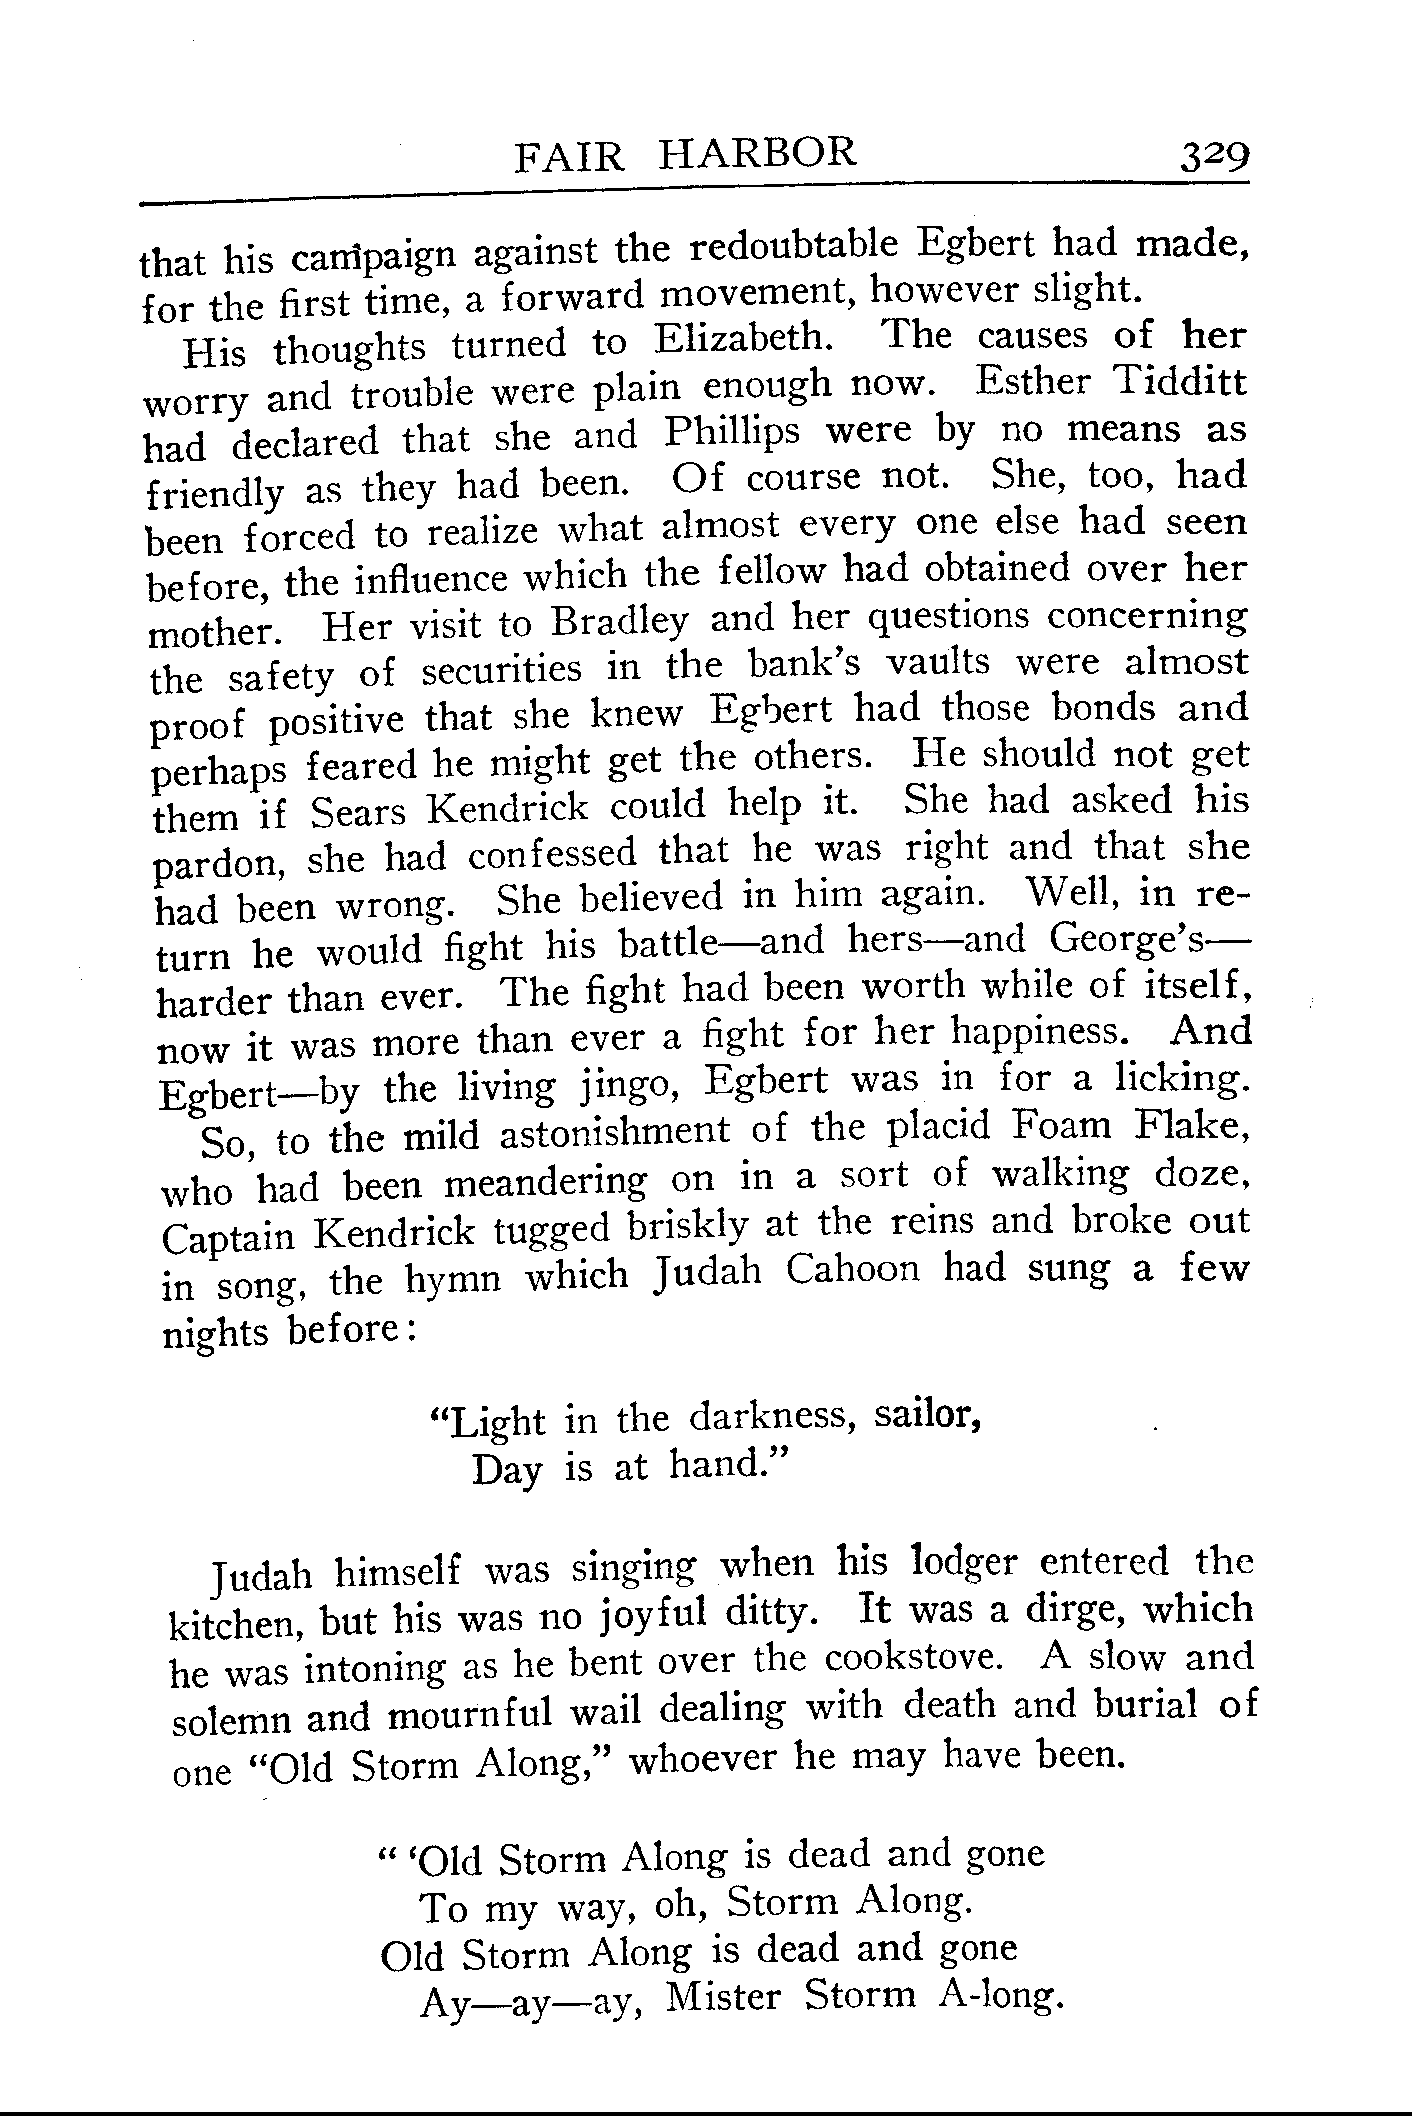 FAIR HARBOR 329
that his campaign against the redoubtable Egbert had made,
for the first time, a forward movement, however slight.
His thoughts turned to Elizabeth. The causes of her
worry and trouble were plain enough now. Esther Tidditt
had declared that she and Phillips were by no means as
friendly as they had been. Of course not. She, too, had
been forced to realize what almost every one else had seen
before, the influence which the fellow had obtained over her
mother. Her visit to Bradley and her questions concerning
the safety of securities in the bank's vaults were almost
proof positive that she knew Egbert had those bonds and
perhaps feared he might get the others. He should not get
them if Sears Kendrick could help it. She had asked his
pardon, she had confessed that he was right and that she
had been wrong. She believed in him again. Well, in re-
turn he would fight his battle—and hers—and George's—
harder than ever. The fight had been worth while of itself,
now it was more than ever a fight for her happiness. And
Egbert—by the living jingo, Egbert was in for a licking.
So, to the mild astonishment of the placid Foam Flake,
who had been meandering on in a sort of walking doze,
Captain Kendrick tugged briskly at the reins and broke out
in song, the hymn which Judah Cahoon had sung a few
nights before:
“Light in the darkness, sailor,
Day is at hand.”
Judah himself was singing when his lodger entered the
kitchen, but his was no joyful ditty. It was a dirge, which
he was intoning as he bent over the cookstove. A slow and
solemn and mournful wail dealing with death and burial of
one “Old Storm Along,” whoever he may have been.
“ ‘Old Storm Along is dead and gone
To my way, oh, Storm Along.
Old Storm Along is dead and gone
Ay—ay—ay, Mister Storm A-long.